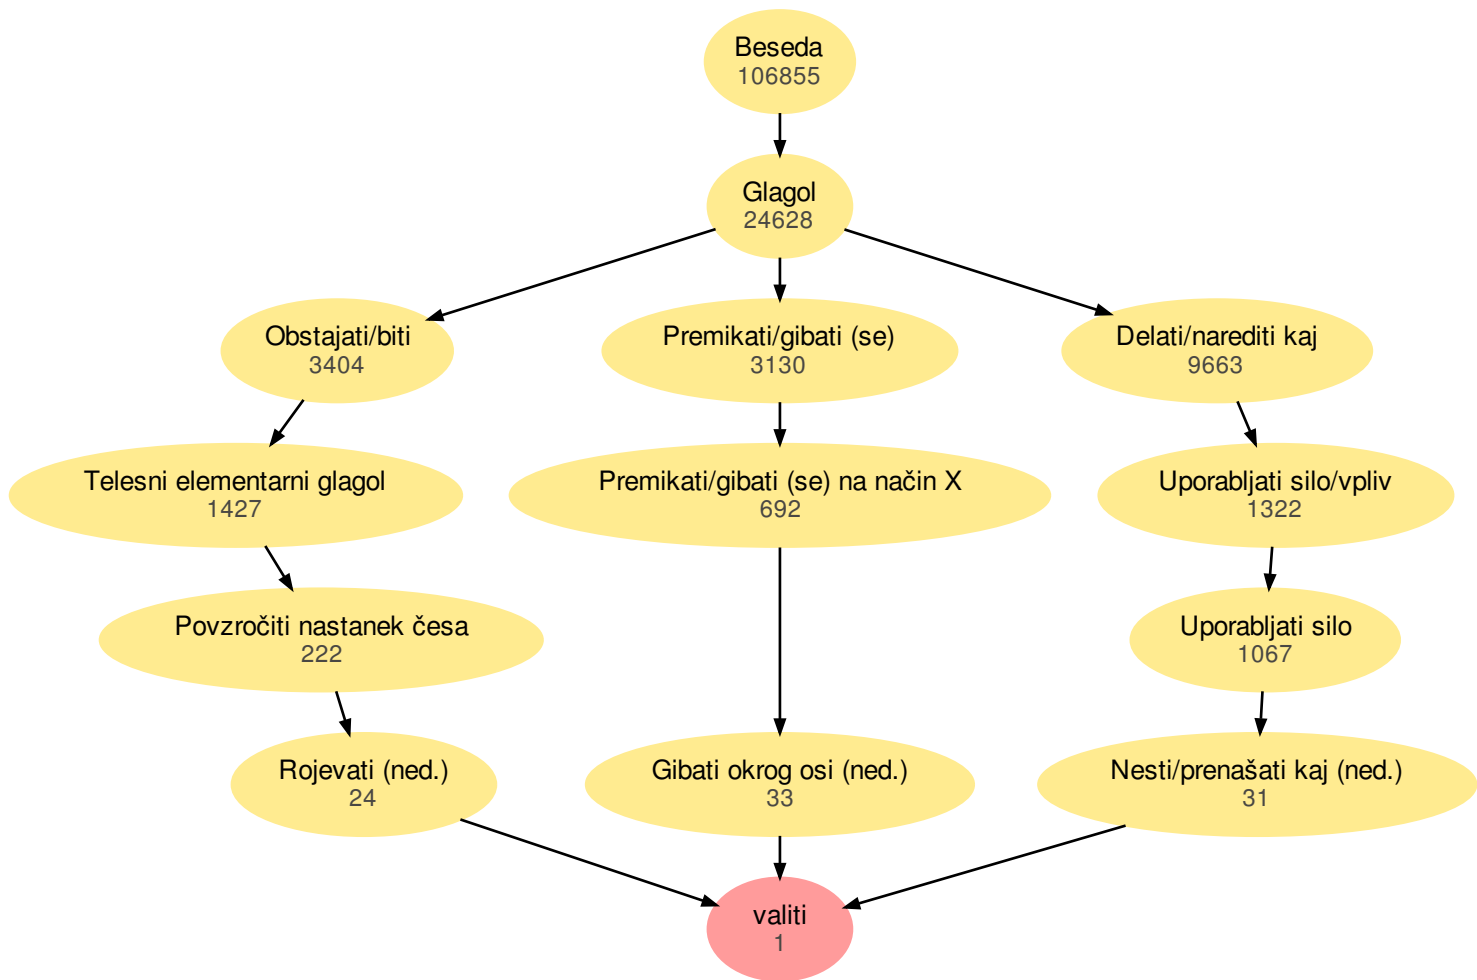 Beseda
106855
Glagol
24628
Obstajati/biti
3404
Premikati/gibati (se)
3130
Delati/narediti kaj
9663
Telesni elementarni glagol
1427
Premikati/gibati (se) na način X
692
Uporabljati silo/vpliv
1322
Povzročiti nastanek česa
222
Uporabljati silo
1067
Rojevati (ned.)
24
Gibati okrog osi (ned.)
33
Nesti/prenašati kaj (ned.)
31
valiti
1